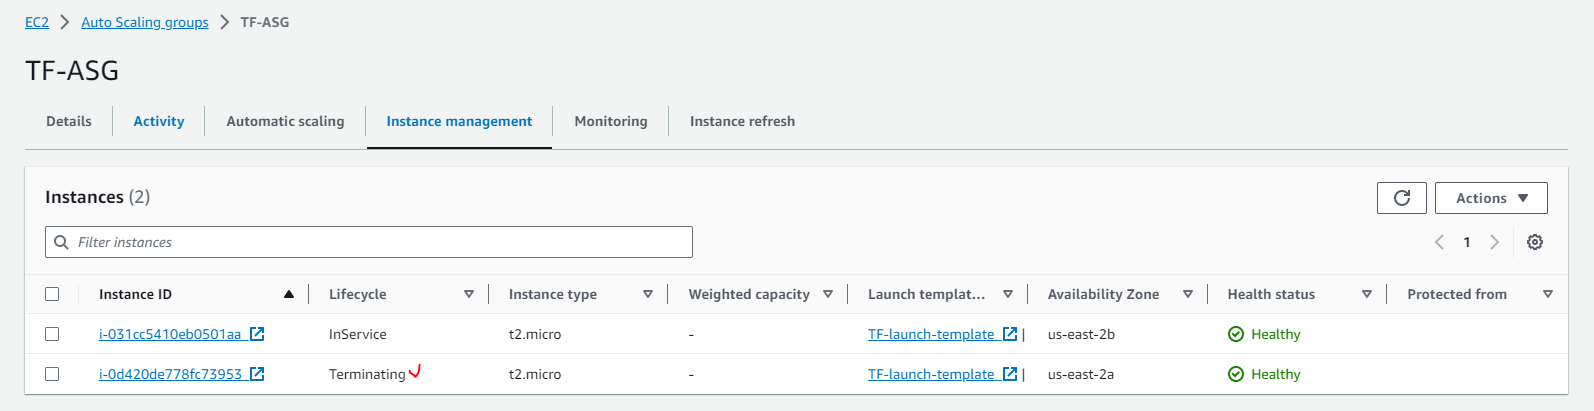 EC2 > Auto Scaling groups > TF-ASG
TF-ASG
Details Activity Automatic scaling Instance management Monitoring Instance refresh
Instances (2)
Actions
Filter instances
1
Instance ID Lifecycle Instance type Weighted capacity Launch templat... Availability Zone Health status Protected from
i-031cc5410eb0501aa InService t2.micro - TF-launch-template | us-east-2b Healthy
i-0d420de778fc73953 Terminating t2.micro - TF-launch-template | us-east-2a Healthy